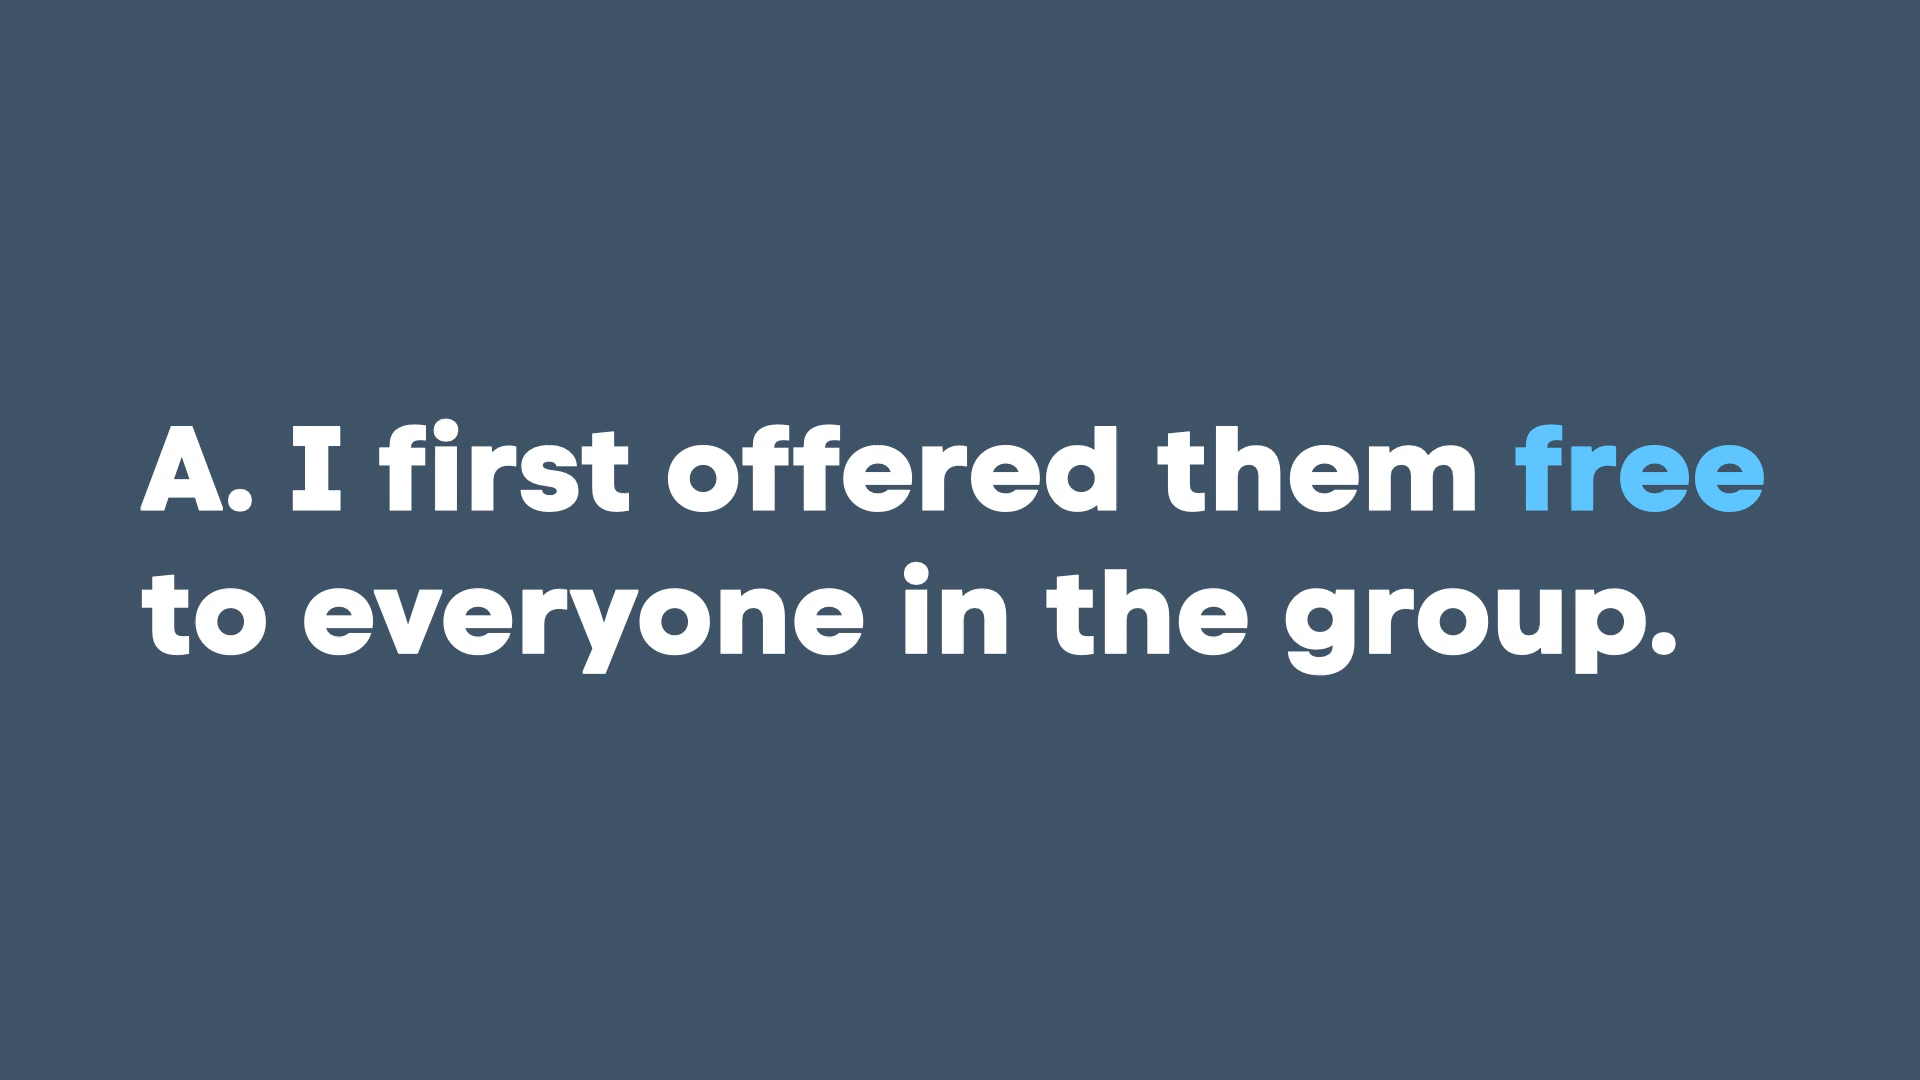 A. I first offered them free
to everyone in the group.